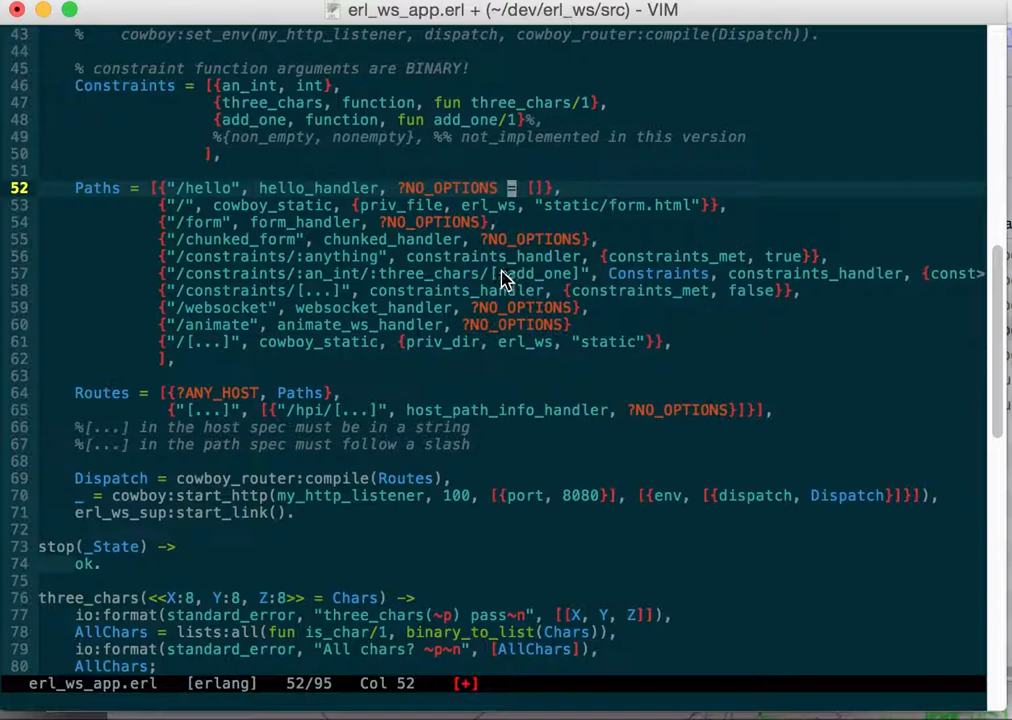 erl_ws_app.erl + (~/dev/erl_ws/src) - VIM
43     %    cowboy:set_env(my_http_listener, dispatch, cowboy_router:compile(Dispatch)).
44
45     % constraint function arguments are BINARY!
46     Constraints = [{an_int, int},
47                    {three_chars, function, fun three_chars/1},
48                    {add_one, function, fun add_one/1}%,
49                    %{non_empty, nonempty}, %% not_implemented in this version
50                   ],
51
52     Paths = [{"/hello", hello_handler, ?NO_OPTIONS = []},
53              {"/", cowboy_static, {priv_file, erl_ws, "static/form.html"}},
54              {"/form", form_handler, ?NO_OPTIONS},
55              {"/chunked_form", chunked_handler, ?NO_OPTIONS},
56              {"/constraints/:anything", constraints_handler, {constraints_met, true}},
57              {"/constraints/:an_int/:three_chars/[:add_one]", Constraints, constraints_handler, {const>
58              {"/constraints/[...]", constraints_handler, {constraints_met, false}},
59              {"/websocket", websocket_handler, ?NO_OPTIONS},
60              {"/animate", animate_ws_handler, ?NO_OPTIONS}
61              {"/[...]", cowboy_static, {priv_dir, erl_ws, "static"}},
62              ],
63
64     Routes = [{?ANY_HOST, Paths},
65               {"[...]", [{"/hpi/[...]", host_path_info_handler, ?NO_OPTIONS}]}],
66     %[...] in the host spec must be in a string
67     %[...] in the path spec must follow a slash
68
69     Dispatch = cowboy_router:compile(Routes),
70     _ = cowboy:start_http(my_http_listener, 100, [{port, 8080}], [{env, [{dispatch, Dispatch}]}]),
71     erl_ws_sup:start_link().
72
73 stop(_State) ->
74     ok.
75
76 three_chars(<<X:8, Y:8, Z:8>> = Chars) ->
77     io:format(standard_error, "three_chars(~p) pass~n", [[X, Y, Z]]),
78     AllChars = lists:all(fun is_char/1, binary_to_list(Chars)),
79     io:format(standard_error, "All chars? ~p~n", [AllChars]),
80     AllChars;
erl_ws_app.erl   [erlang]   52/95   Col 52    [+]